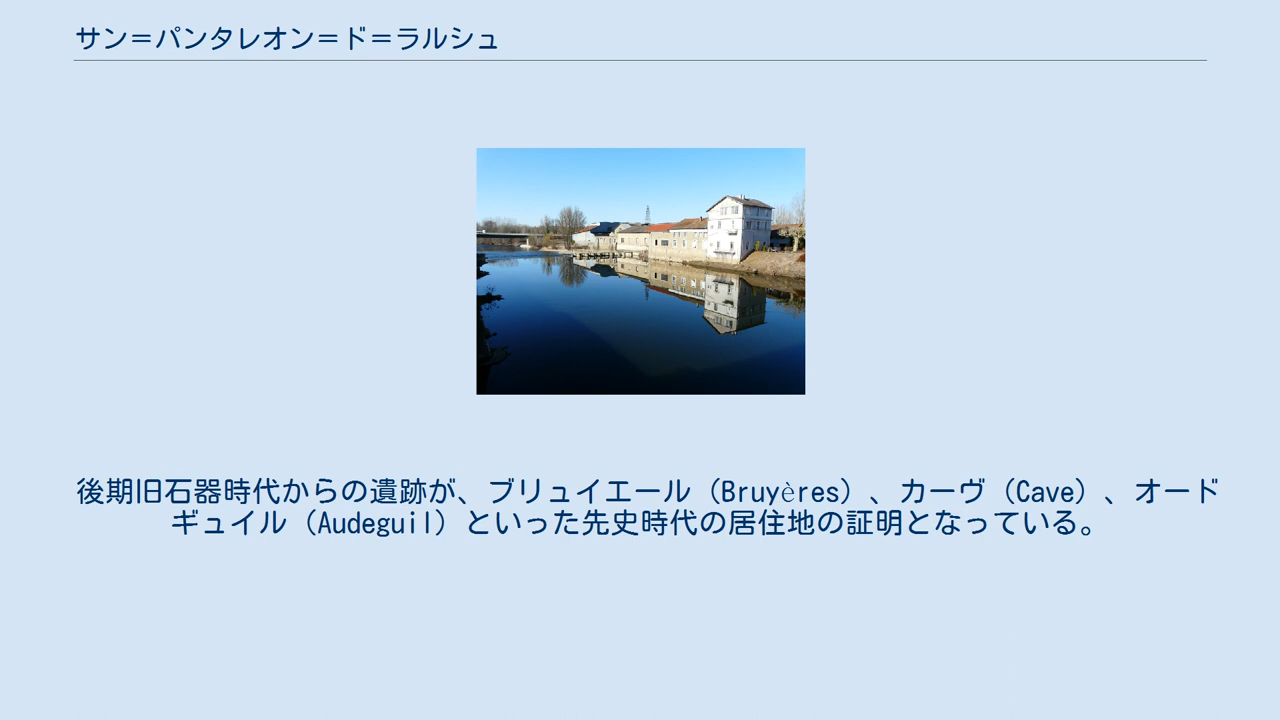 サン＝パンタレオン＝ド＝ラルシュ
後期旧石器時代からの遺跡が、ブリュイエール（Bruyères）、カーヴ（Cave）、オード
ギュイル（Audeguil）といった先史時代の居住地の証明となっている。